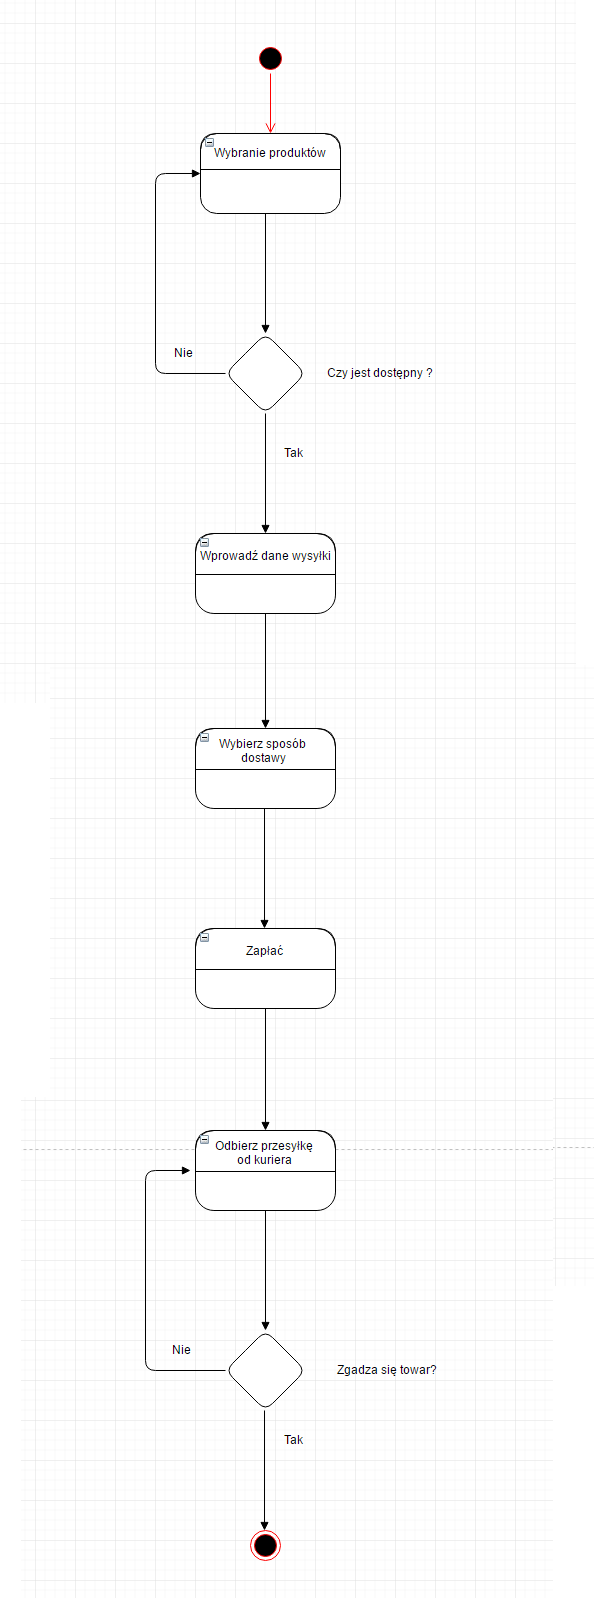 Wybranie produktów
Nie
Czy jest dostępny ?
Tak
Wprowadź dane wysyłki
Wybierz sposób
dostawy
Zapłać
Odbierz przesyłkę
od kuriera
Nie
Zgadza się towar?
Tak